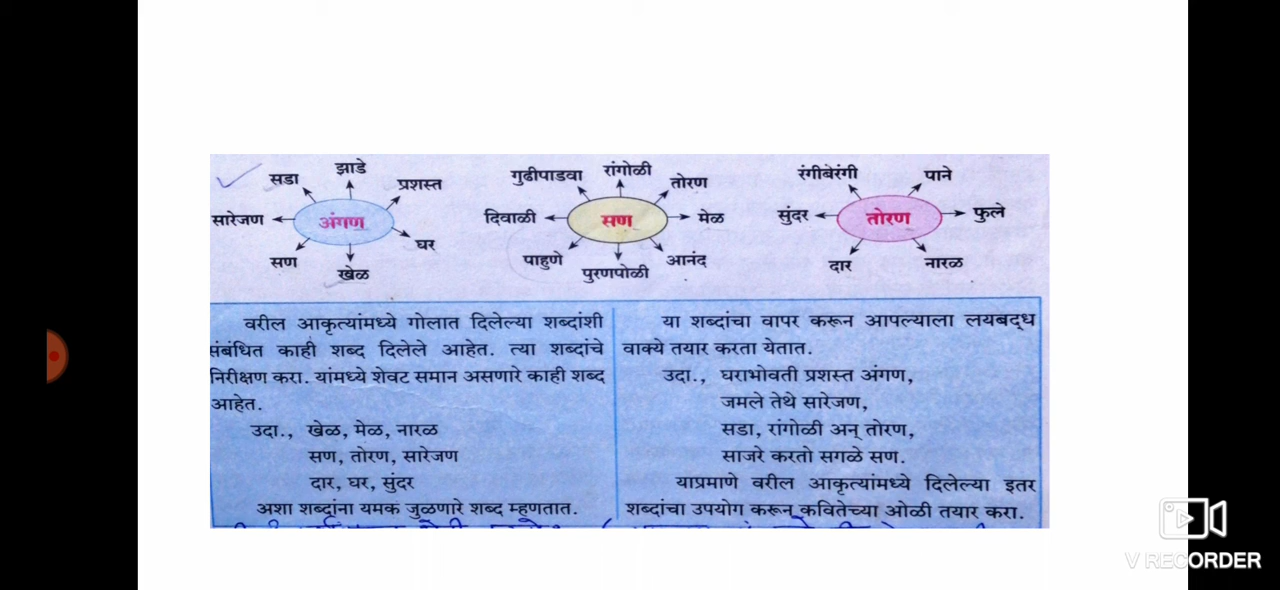 झाडे
सडा
प्रशस्त
सारेजण
अंगण
घर
सण
खेळ
रांगोळी
गुढीपाडवा
तोरण
दिवाळी
सण
मेळ
पाहुणे
आनंद
पुरणपोळी
रंगीबेरंगी
पाने
सुंदर
तोरण
फुले
दार
नारळ
वरील आकृत्यांमध्ये गोलात दिलेल्या शब्दांशी
संबंधित काही शब्द दिलेले आहेत. त्या शब्दांचे
निरीक्षण करा. यांमध्ये शेवट समान असणारे काही शब्द
आहेत.
उदा., खेळ, मेळ, नारळ
सण, तोरण, सारेजण
दार, घर, सुंदर
अशा शब्दांना यमक जुळणारे शब्द म्हणतात.
या शब्दांचा वापर करून आपल्याला लयबद्ध
वाक्ये तयार करता येतात.
उदा., घराभोवती प्रशस्त अंगण,
जमले तेथे सारेजण,
सडा, रांगोळी अन् तोरण,
साजरे करतो सगळे सण.
याप्रमाणे वरील आकृत्यांमध्ये दिलेल्या इतर
शब्दांचा उपयोग करून कवितेच्या ओळी तयार करा.
V RECORDER